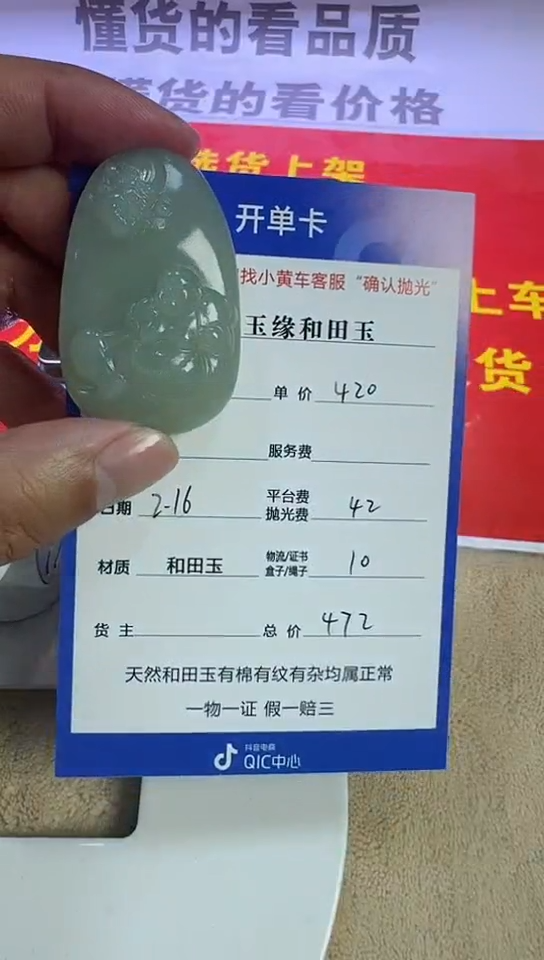 懂货的看品质
懂货的看价格
选货上架
上车
货
开单卡
找小黄车客服“确认抛光”
玉缘和田玉
单价 420
服务费
日期 2-16 平台费 抛光费 42
材质 和田玉 物流/证书 盒子/绳子 10
货主 总价 472
天然和田玉有棉有纹有杂均属正常
一物一证 假一赔三
抖音电商
QIC中心